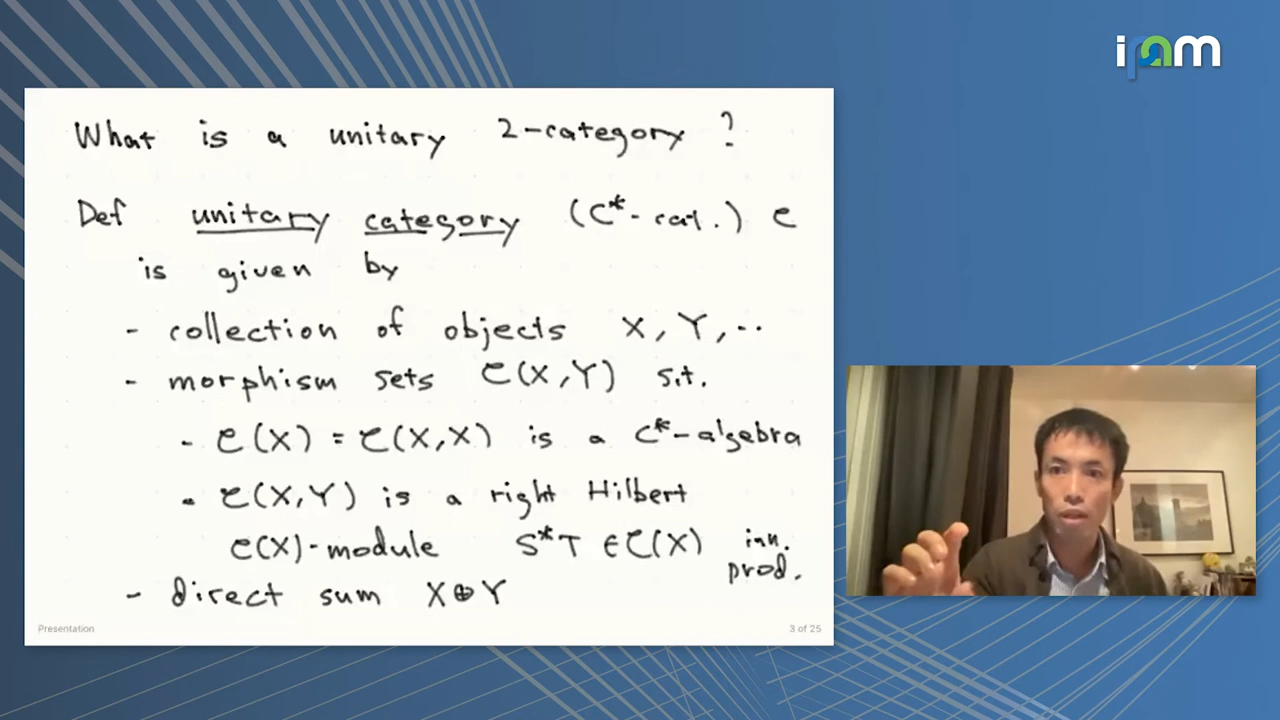 What is a unitary 2-category ?
Def unitary category (C*-cat.) C
is given by
- collection of objects X, Y, ..
- morphism sets C(X,Y) s.t.
- C(X) = C(X,X) is a C*-algebra
- C(X,Y) is a right Hilbert
C(X)-module S*T ∈ C(X) inn. prod.
- direct sum X⊕Y
Presentation
3 of 25
ipam